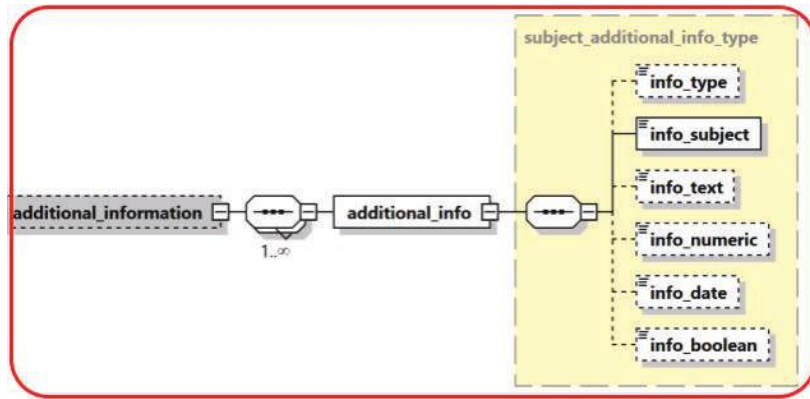 subject_additional_info_type
info_type
info_subject
additional_information
additional_info
1..∞
info_text
info_numeric
info_date
info_boolean